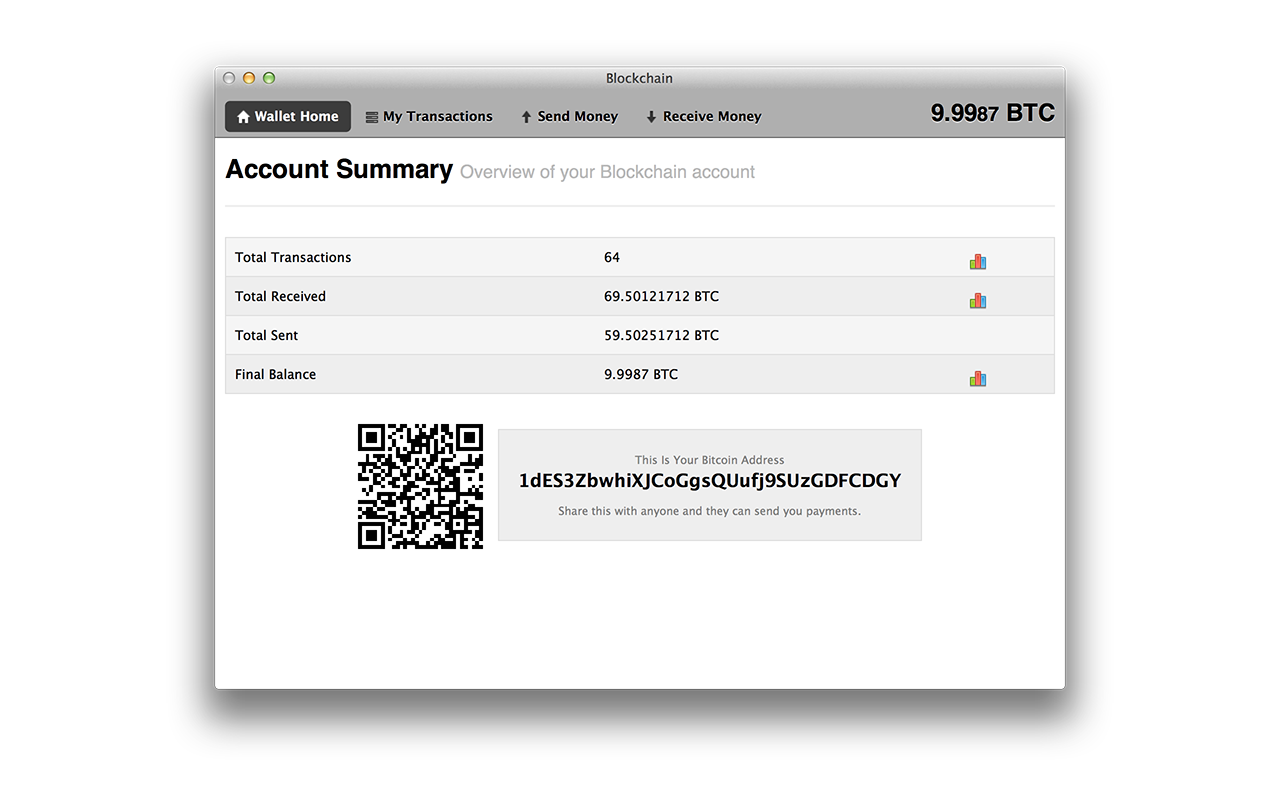 Blockchain
Wallet Home My Transactions Send Money Receive Money 9.9987 BTC
Account Summary Overview of your Blockchain account
Total Transactions 64
Total Received 69.50121712 BTC
Total Sent 59.50251712 BTC
Final Balance 9.9987 BTC
This Is Your Bitcoin Address
1dES3ZbwhiXJCoGgsQUufj9SUzGDFCDGY
Share this with anyone and they can send you payments.